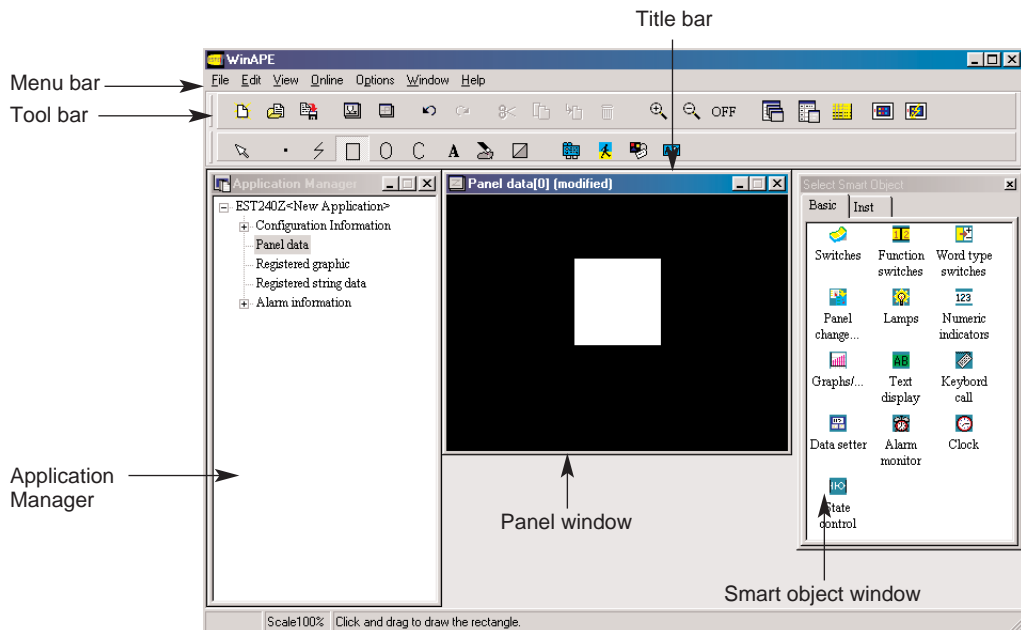 Title bar
WinAPE
Menu bar
File Edit View Online Options Window Help
Tool bar
OFF
A
Application Manager
Panel data[0] (modified)
Select Smart Object
Basic Inst
EST240Z<New Application>
Configuration Information
Panel data
Registered graphic
Registered string data
Alarm information
Switches
Function switches
Word type switches
Panel change...
Lamps
123
Numeric indicators
Graphs/...
AB
Text display
Keybord call
Data setter
Alarm monitor
Clock
State control
Application Manager
Panel window
Smart object window
Scale100% Click and drag to draw the rectangle.